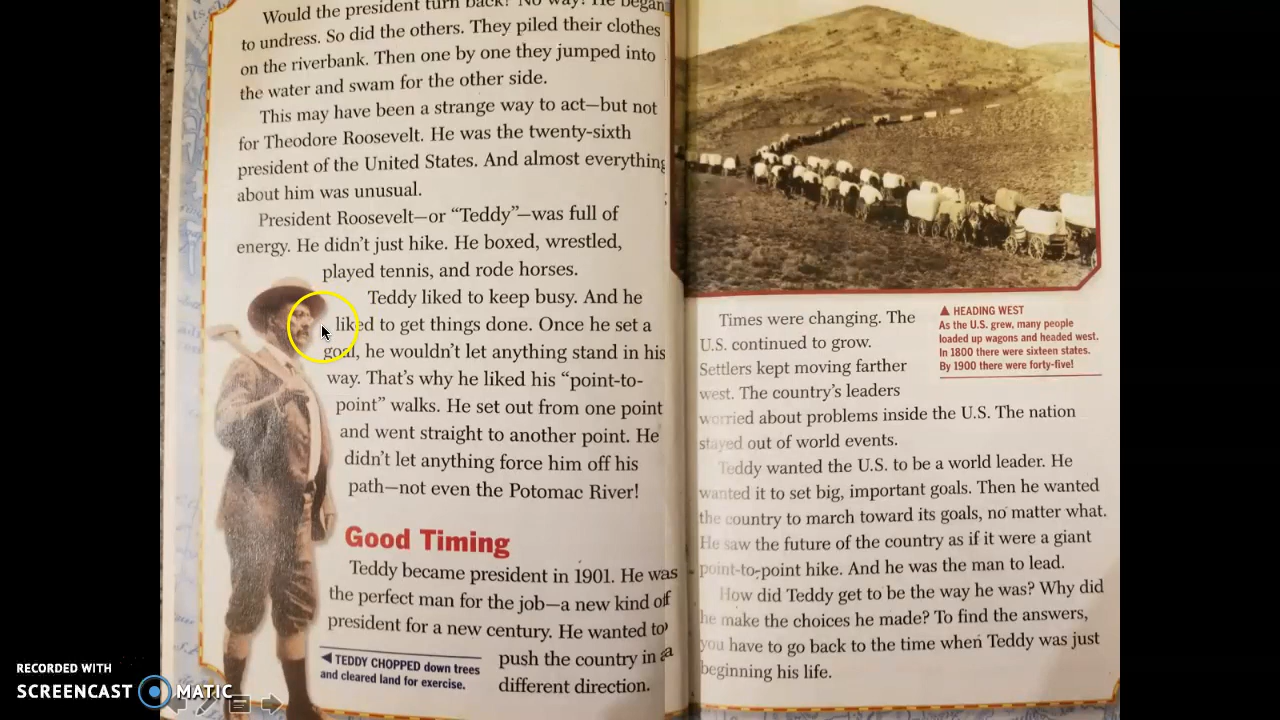 Would the president turn back? No way! He began
to undress. So did the others. They piled their clothes
on the riverbank. Then one by one they jumped into
the water and swam for the other side.
This may have been a strange way to act—but not
for Theodore Roosevelt. He was the twenty-sixth
president of the United States. And almost everything
about him was unusual.
President Roosevelt—or “Teddy”—was full of
energy. He didn’t just hike. He boxed, wrestled,
played tennis, and rode horses.
Teddy liked to keep busy. And he
liked to get things done. Once he set a
goal, he wouldn’t let anything stand in his
way. That’s why he liked his “point-to-
point” walks. He set out from one point
and went straight to another point. He
didn’t let anything force him off his
path—not even the Potomac River!
Good Timing
Teddy became president in 1901. He was
the perfect man for the job—a new kind of
president for a new century. He wanted to
push the country in a
different direction.
◀ TEDDY CHOPPED down trees
and cleared land for exercise.
▲ HEADING WEST
As the U.S. grew, many people
loaded up wagons and headed west.
In 1800 there were sixteen states.
By 1900 there were forty-five!
Times were changing. The
U.S. continued to grow.
Settlers kept moving farther
west. The country’s leaders
worried about problems inside the U.S. The nation
stayed out of world events.
Teddy wanted the U.S. to be a world leader. He
wanted it to set big, important goals. Then he wanted
the country to march toward its goals, no matter what.
He saw the future of the country as if it were a giant
point-to-point hike. And he was the man to lead.
How did Teddy get to be the way he was? Why did
he make the choices he made? To find the answers,
you have to go back to the time when Teddy was just
beginning his life.
RECORDED WITH
SCREENCAST MATIC